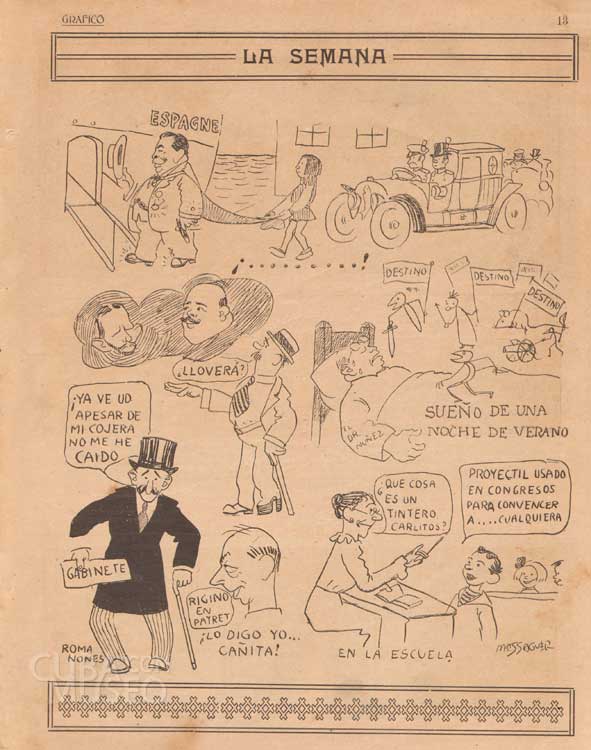 GRAFICO
13
LA SEMANA
ESPAGNE
¡..........!
DESTINO
DESTINO
DESTINO
¿LLOVERÁ?
DR. NUÑEZ
SUEÑO DE UNA
NOCHE DE VERANO
¡YA VE UD
APESAR DE
MI COJERA
NO ME HE
CAIDO
GABINETE
ROMA
NONES
RIGINO
EN
PATRET
¡LO DIGO YO...
CAÑITA!
¿QUE COSA
ES UN
TINTERO,
CARLITOS?
PROYECTIL USADO
EN CONGRESOS
PARA CONVENCER
A....CUALQUIERA
EN LA ESCUELA
MASSAGUER